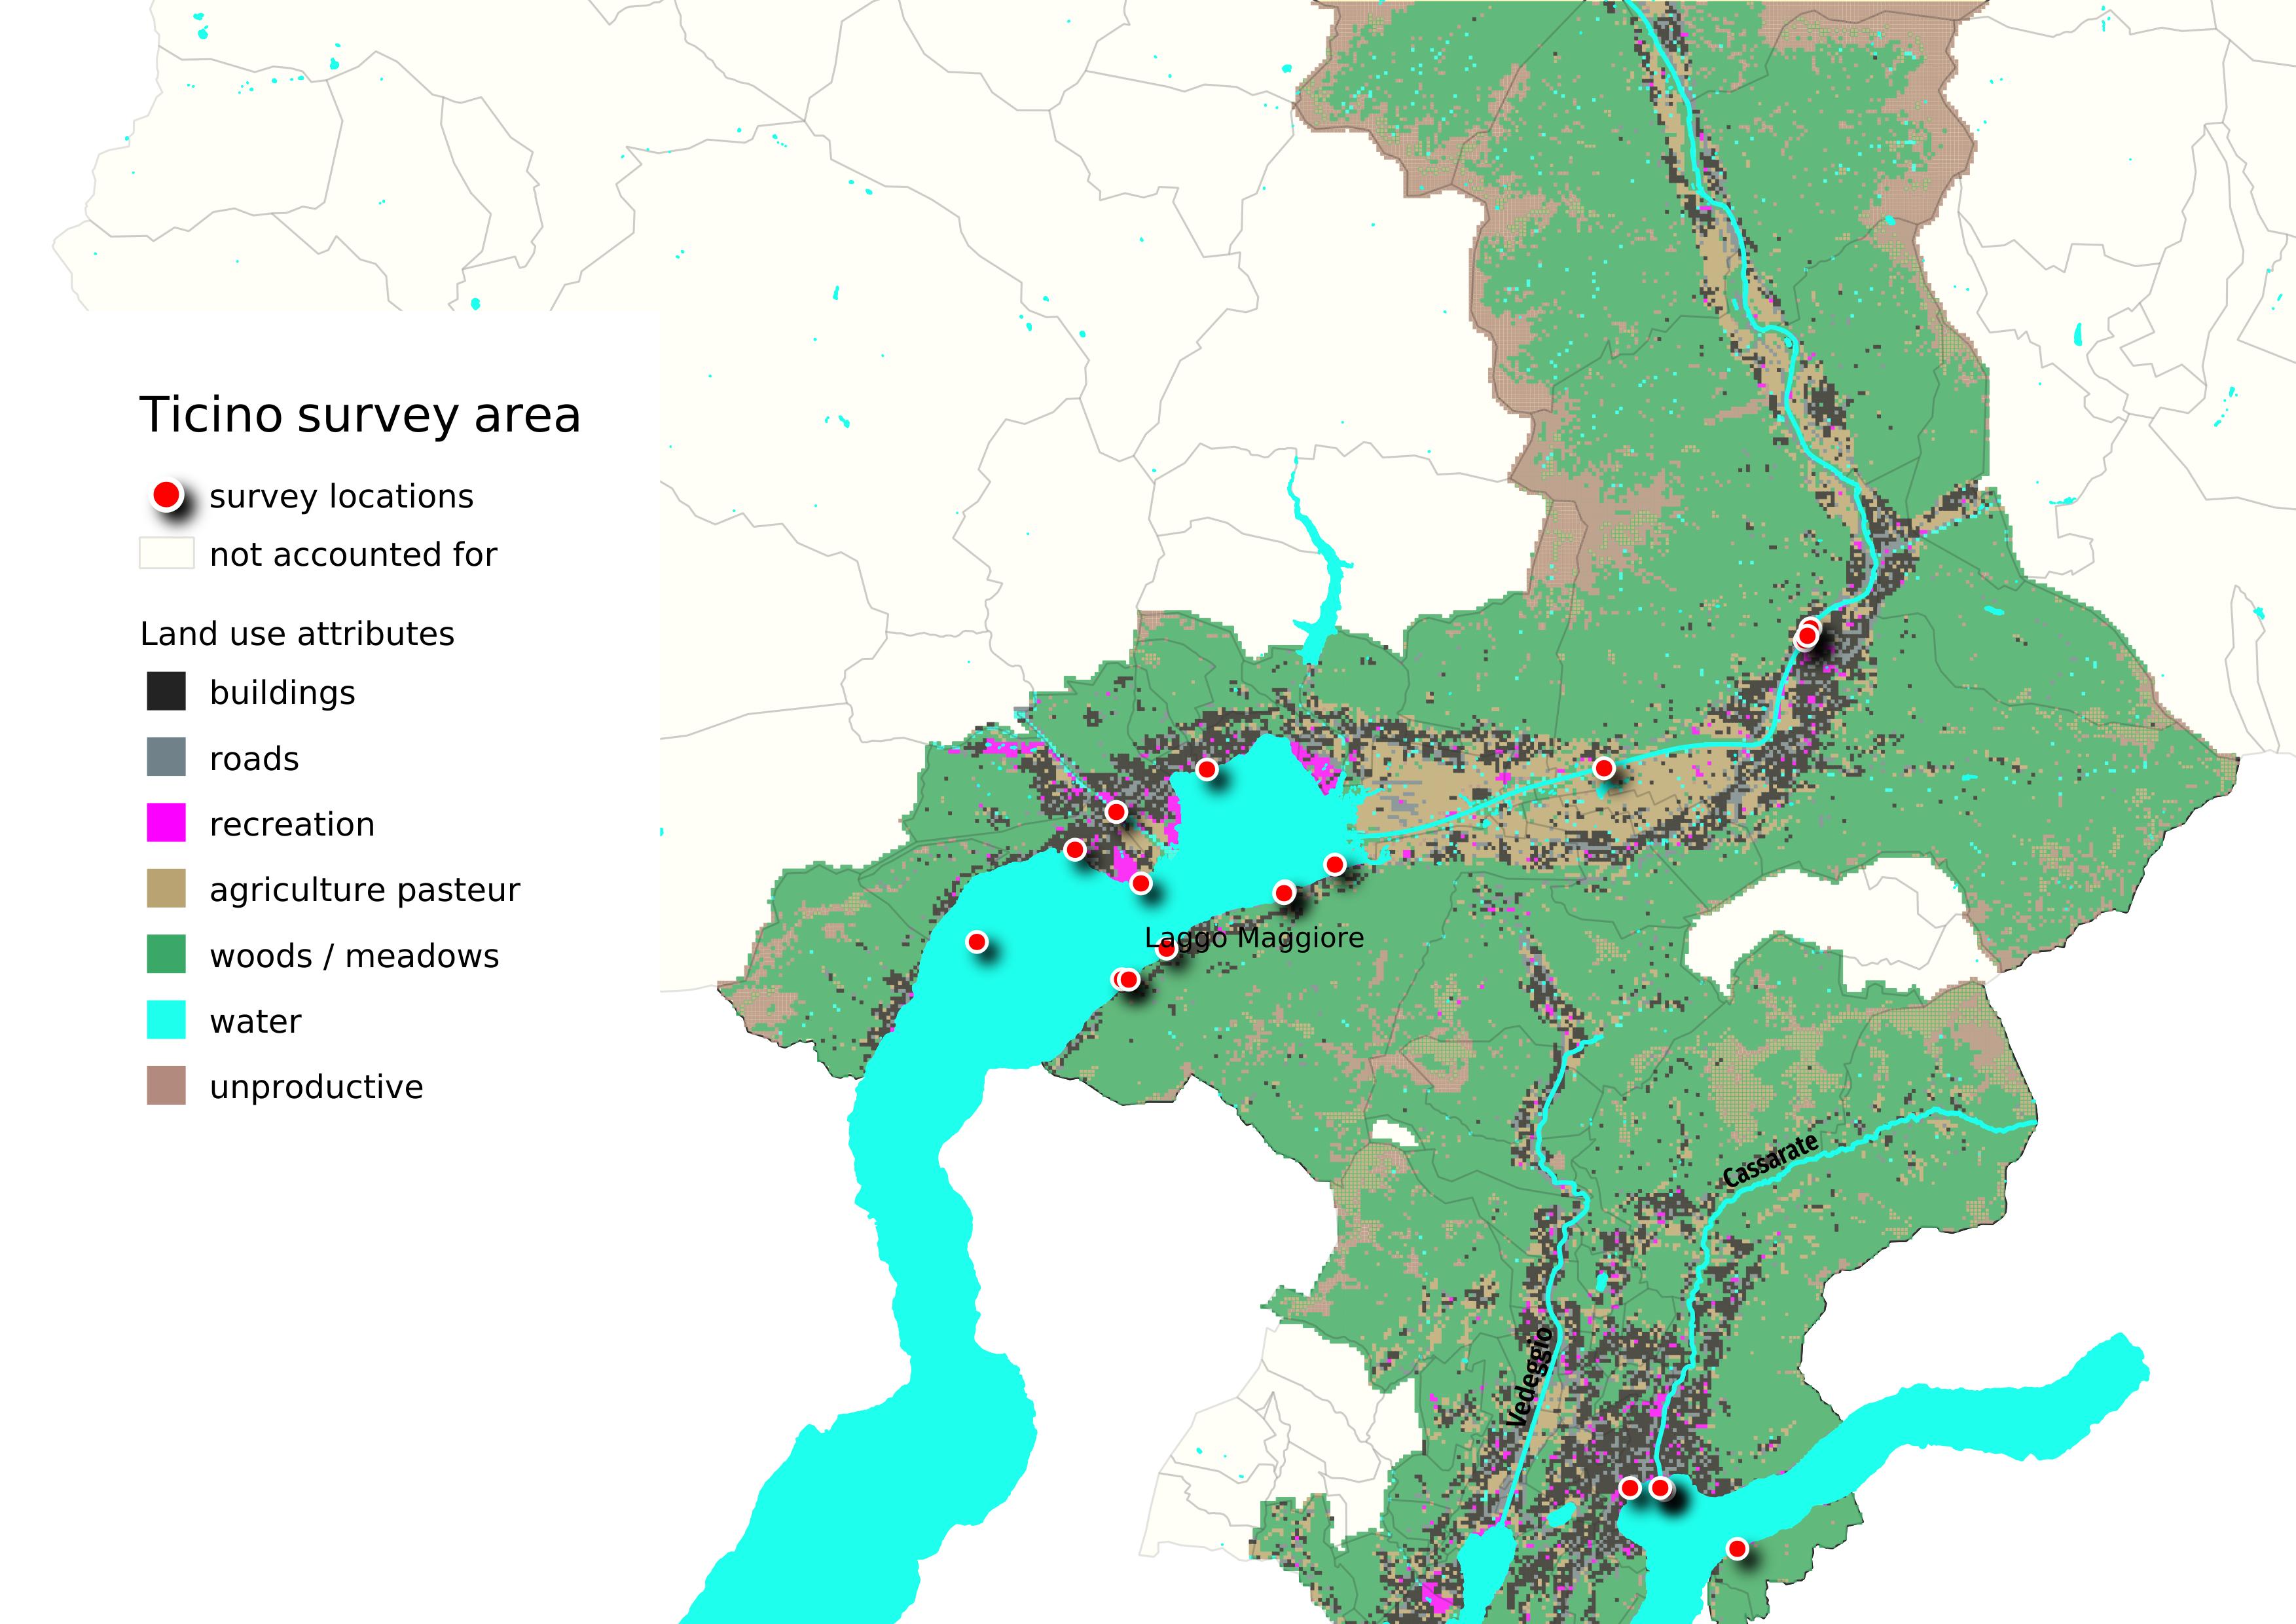 Ticino survey area
survey locations
not accounted for
Land use attributes
buildings
roads
recreation
agriculture pasteur
woods / meadows
water
unproductive
Laggo Maggiore
Cassarate
Vedeggio